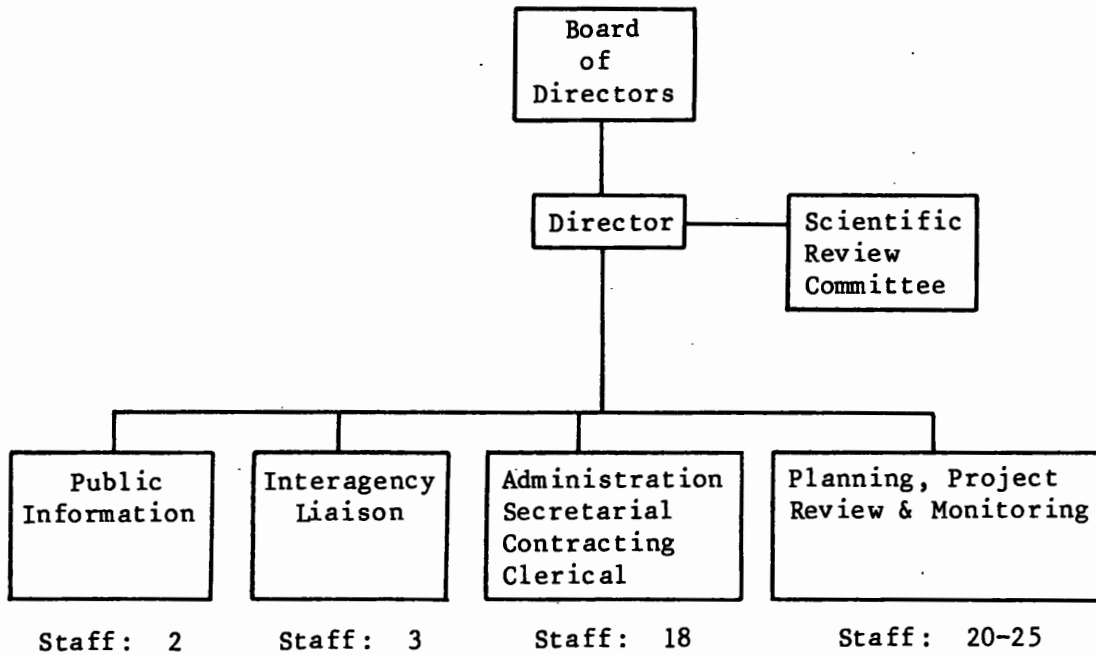 Board
of
Directors
Director
Scientific
Review
Committee
Public
Information
Interagency
Liaison
Administration
Secretarial
Contracting
Clerical
Planning, Project
Review & Monitoring
Staff: 2
Staff: 3
Staff: 18
Staff: 20-25